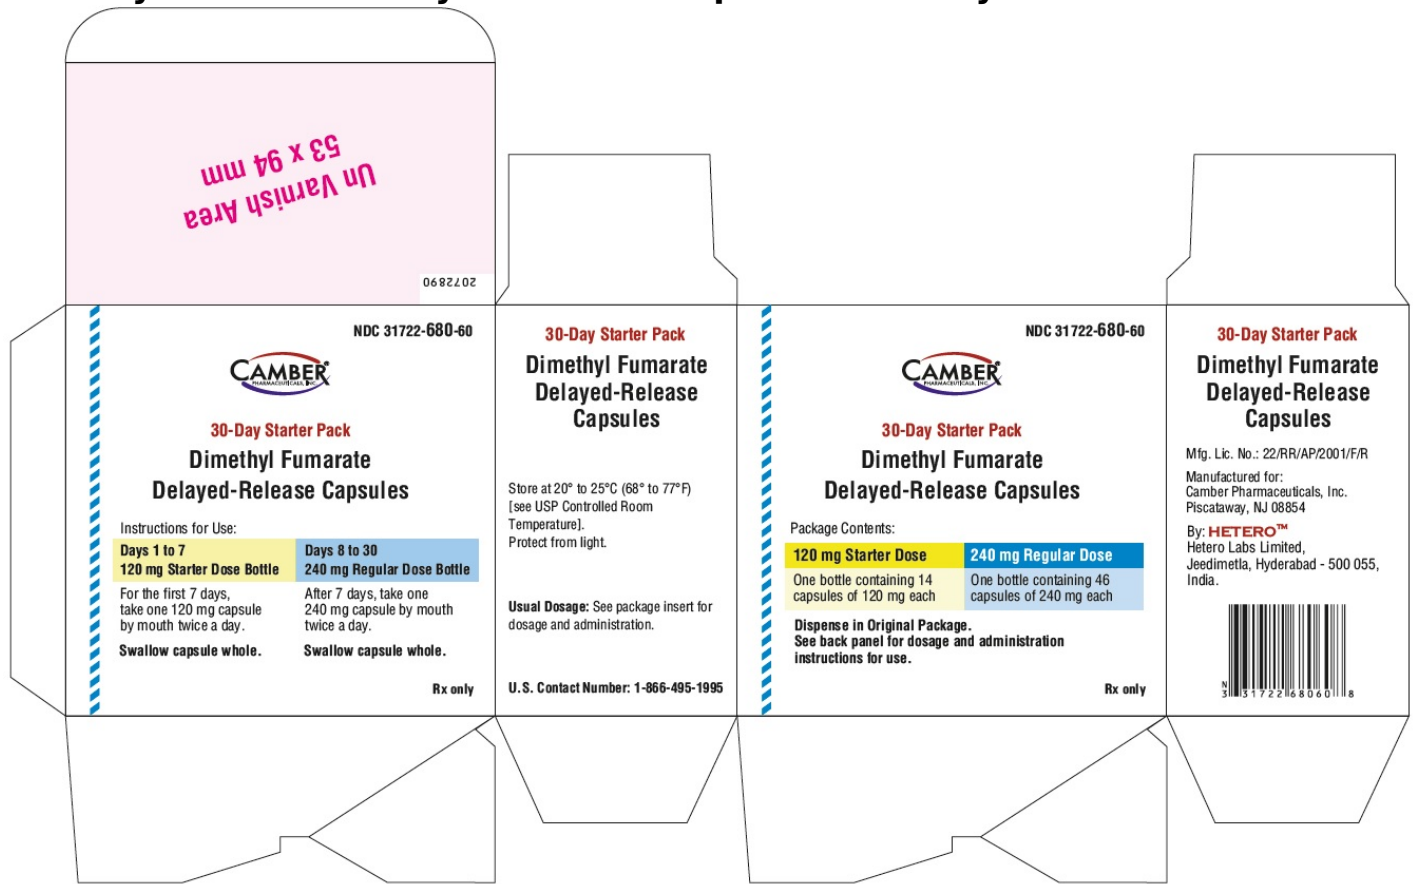 Un Varnish Area
53 x 94 mm
2072890
NDC 31722-680-60
CAMBER®
PHARMACEUTICALS, INC.
30-Day Starter Pack
Dimethyl Fumarate
Delayed-Release Capsules
Instructions for Use:
Days 1 to 7
120 mg Starter Dose Bottle
For the first 7 days,
take one 120 mg capsule
by mouth twice a day.
Swallow capsule whole.
Days 8 to 30
240 mg Regular Dose Bottle
After 7 days, take one
240 mg capsule by mouth
twice a day.
Swallow capsule whole.
Rx only
30-Day Starter Pack
Dimethyl Fumarate
Delayed-Release
Capsules
Store at 20° to 25°C (68° to 77°F)
[see USP Controlled Room
Temperature].
Protect from light.
Usual Dosage: See package insert for
dosage and administration.
U.S. Contact Number: 1-866-495-1995
NDC 31722-680-60
CAMBER®
PHARMACEUTICALS, INC.
30-Day Starter Pack
Dimethyl Fumarate
Delayed-Release Capsules
Package Contents:
120 mg Starter Dose
One bottle containing 14
capsules of 120 mg each
240 mg Regular Dose
One bottle containing 46
capsules of 240 mg each
Dispense in Original Package.
See back panel for dosage and administration
instructions for use.
Rx only
30-Day Starter Pack
Dimethyl Fumarate
Delayed-Release
Capsules
Mfg. Lic. No.: 22/RR/AP/2001/F/R
Manufactured for:
Camber Pharmaceuticals, Inc.
Piscataway, NJ 08854
By: HETERO™
Hetero Labs Limited,
Jeedimetla, Hyderabad - 500 055,
India.
N
3 31722 68060 8